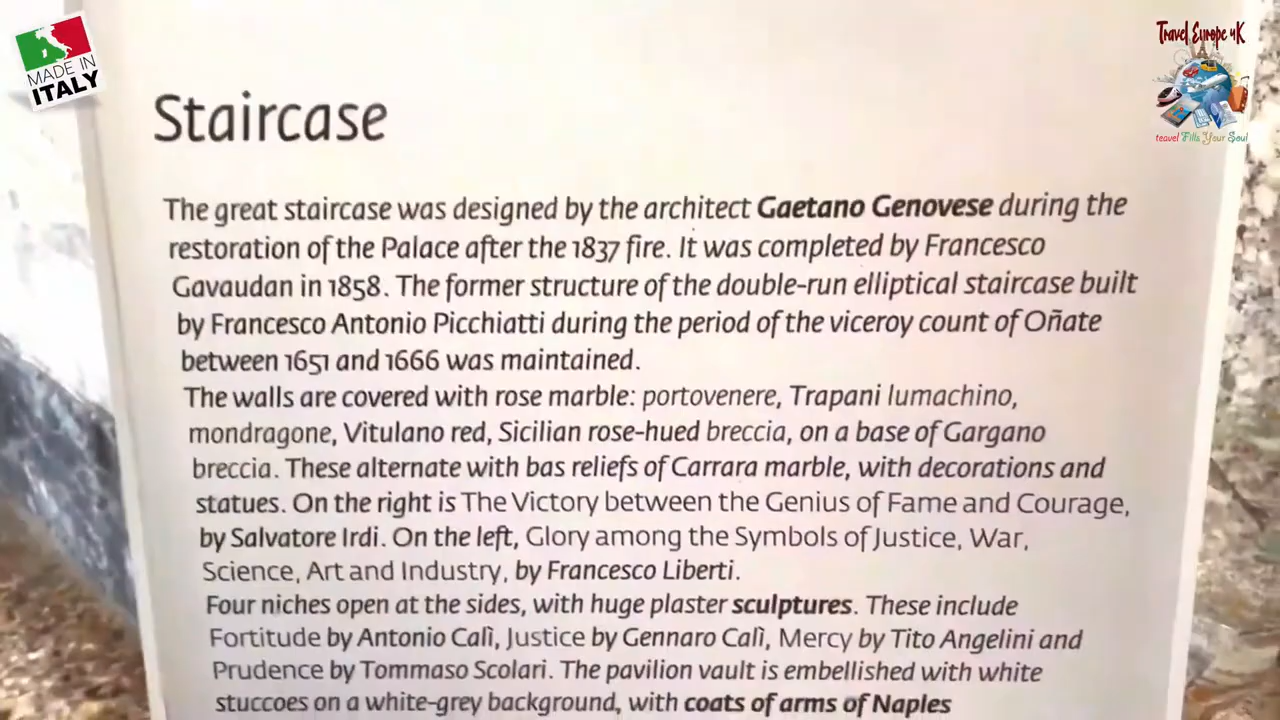 MADE IN
ITALY
Travel Europe UK
teavel Fills Your Soul
Staircase
The great staircase was designed by the architect Gaetano Genovese during the
restoration of the Palace after the 1837 fire. It was completed by Francesco
Gavaudan in 1858. The former structure of the double-run elliptical staircase built
by Francesco Antonio Picchiatti during the period of the viceroy count of Oñate
between 1651 and 1666 was maintained.
The walls are covered with rose marble: portovenere, Trapani lumachino,
mondragone, Vitulano red, Sicilian rose-hued breccia, on a base of Gargano
breccia. These alternate with bas reliefs of Carrara marble, with decorations and
statues. On the right is The Victory between the Genius of Fame and Courage,
by Salvatore Irdi. On the left, Glory among the Symbols of Justice, War,
Science, Art and Industry, by Francesco Liberti.
Four niches open at the sides, with huge plaster sculptures. These include
Fortitude by Antonio Calì, Justice by Gennaro Calì, Mercy by Tito Angelini and
Prudence by Tommaso Scolari. The pavilion vault is embellished with white
stuccoes on a white-grey background, with coats of arms of Naples